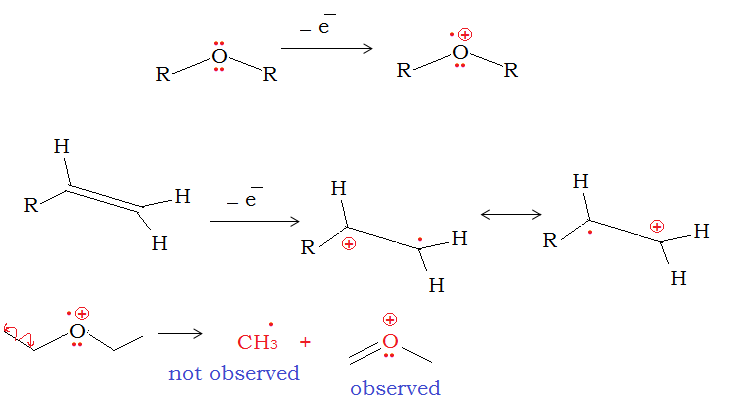 – e⁻
R O R R O R
H
R H
H
– e⁻
H
R H
H
H
R H
H
O CH3 + O
not observed
observed